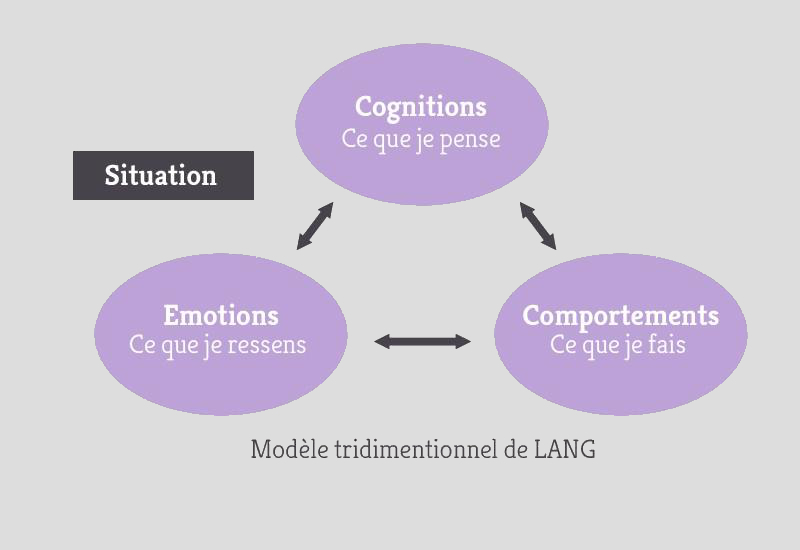 Cognitions
Ce que je pense
Situation
Emotions
Ce que je ressens
Comportements
Ce que je fais
Modèle tridimentionnel de LANG